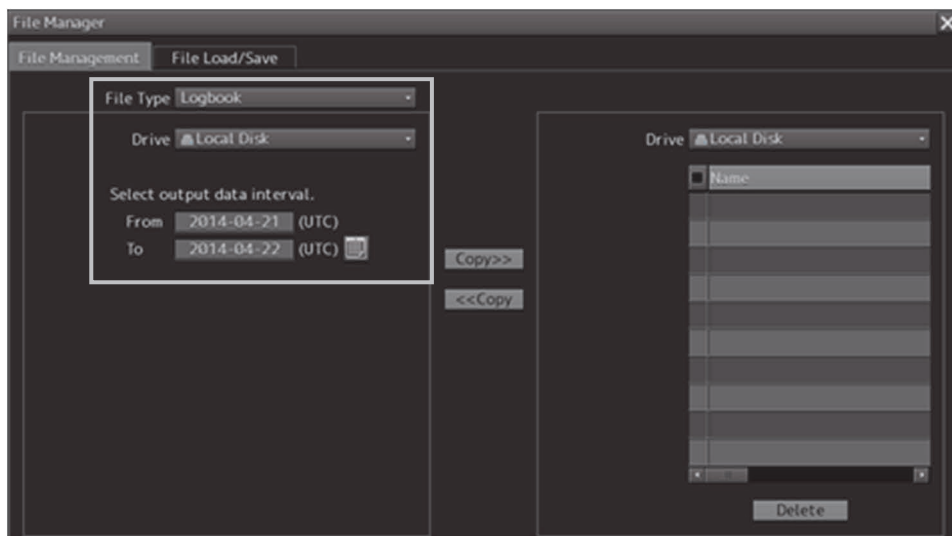 File Manager
File Management File Load/Save
File Type Logbook
Drive Local Disk
Select output data interval.
From 2014-04-21 (UTC)
To 2014-04-22 (UTC)
Copy>>
<<Copy
Drive Local Disk
Name
Delete